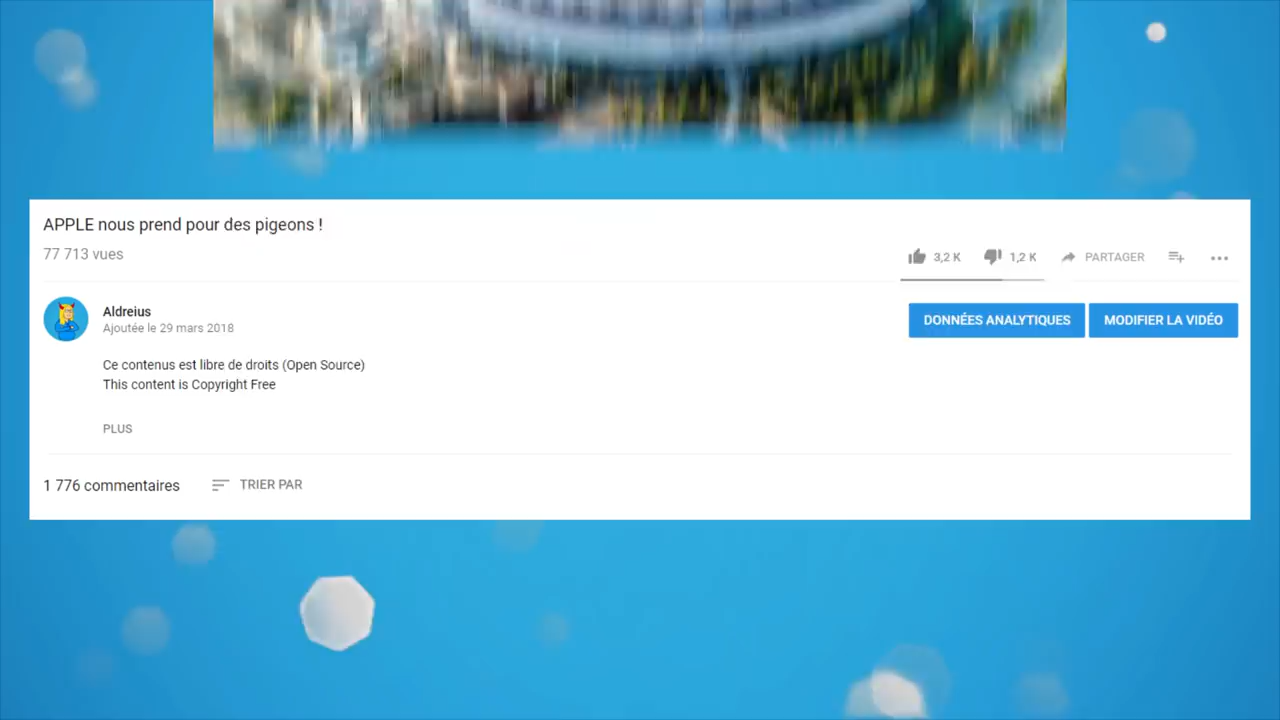 APPLE nous prend pour des pigeons !
77 713 vues
3,2 K 1,2 K PARTAGER
Aldreius
Ajoutée le 29 mars 2018
DONNÉES ANALYTIQUES MODIFIER LA VIDÉO
Ce contenus est libre de droits (Open Source)
This content is Copyright Free
PLUS
1 776 commentaires TRIER PAR